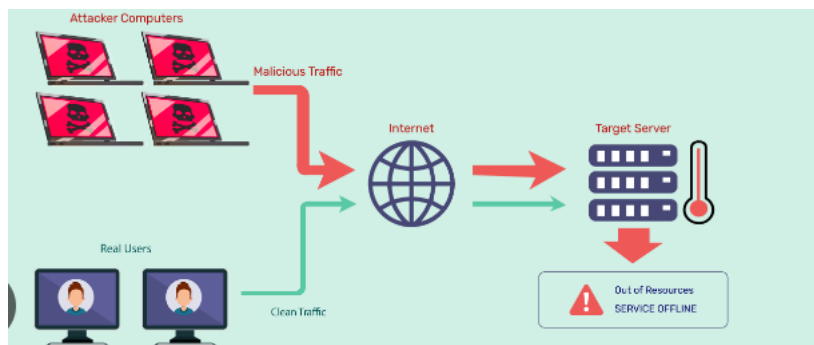 Attacker Computers
Malicious Traffic
Internet
Target Server
Real Users
Clean Traffic
Out of Resources
SERVICE OFFLINE